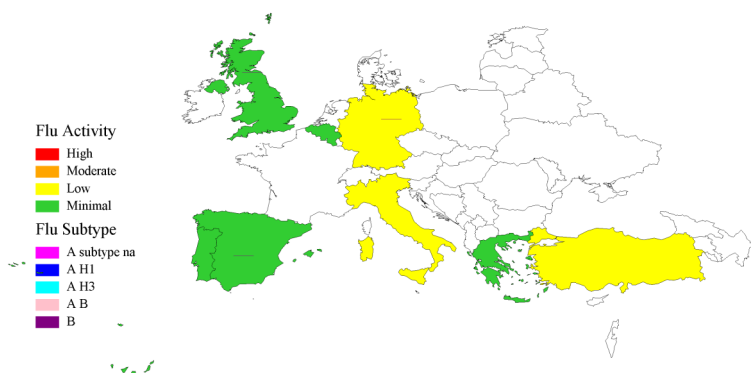 Flu Activity
High
Moderate
Low
Minimal
Flu Subtype
A subtype na
A H1
A H3
A B
B